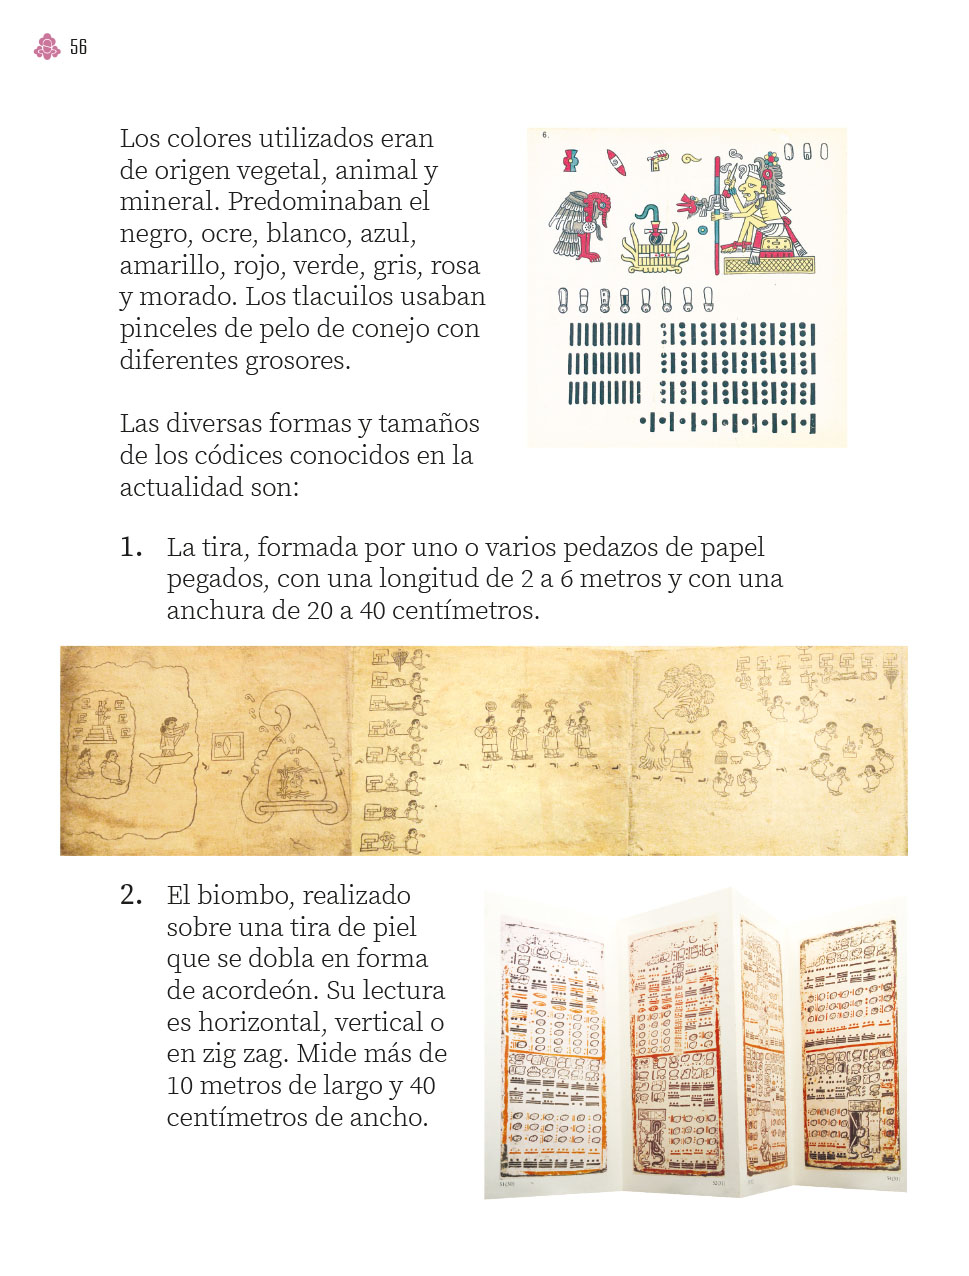 56
Los colores utilizados eran
de origen vegetal, animal y
mineral. Predominaban el
negro, ocre, blanco, azul,
amarillo, rojo, verde, gris, rosa
y morado. Los tlacuilos usaban
pinceles de pelo de conejo con
diferentes grosores.
6.
Las diversas formas y tamaños
de los códices conocidos en la
actualidad son:
1. La tira, formada por uno o varios pedazos de papel
pegados, con una longitud de 2 a 6 metros y con una
anchura de 20 a 40 centímetros.
2. El biombo, realizado
sobre una tira de piel
que se dobla en forma
de acordeón. Su lectura
es horizontal, vertical o
en zig zag. Mide más de
10 metros de largo y 40
centímetros de ancho.